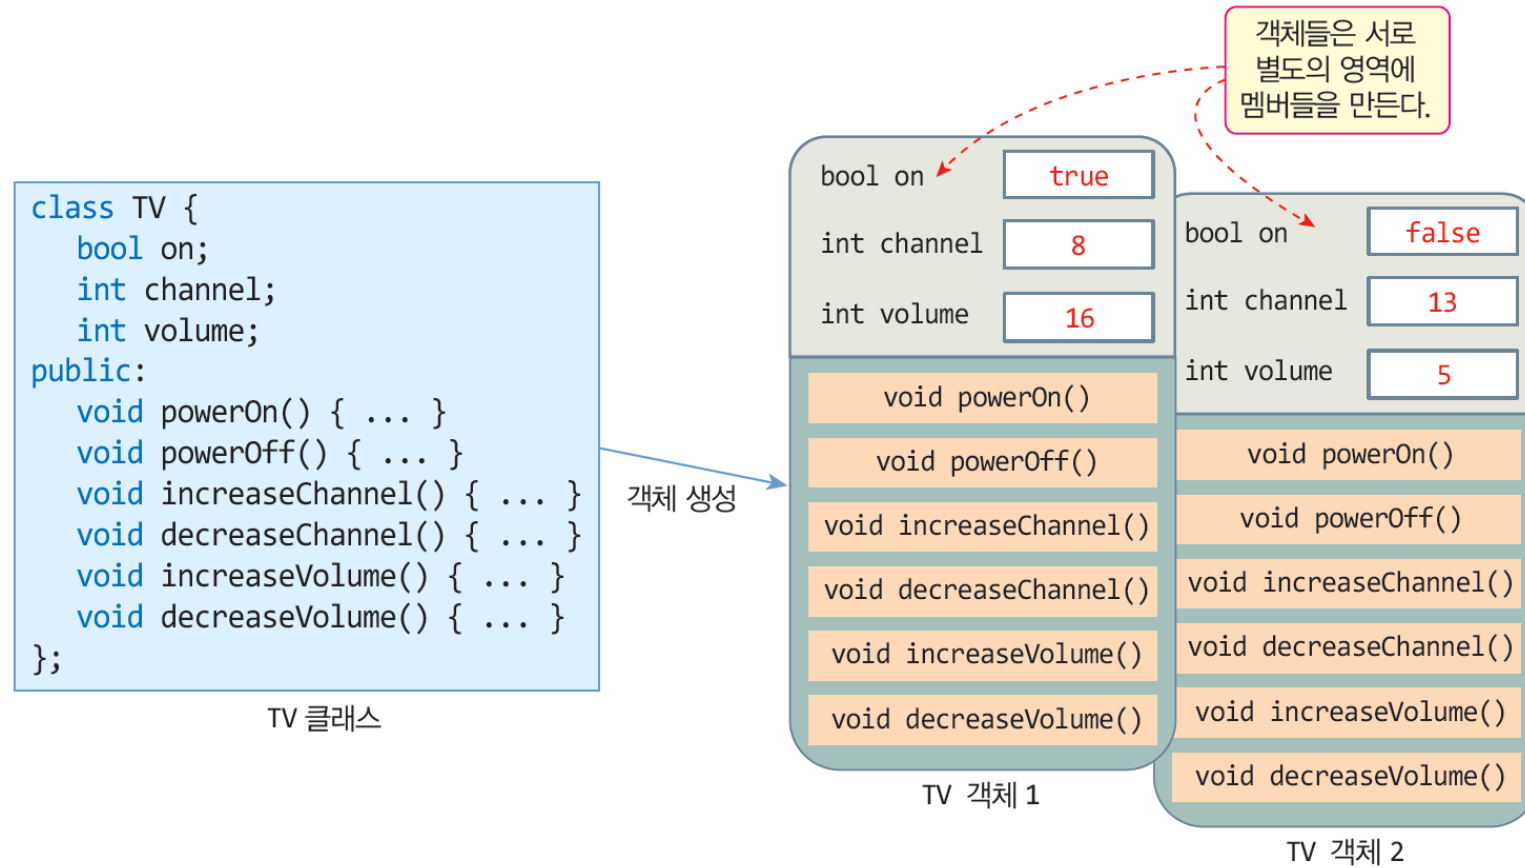 객체들은 서로
별도의 영역에
멤버들을 만든다.
class TV {
bool on;
int channel;
int volume;
public:
void powerOn() { ... }
void powerOff() { ... }
void increaseChannel() { ... }
void decreaseChannel() { ... }
void increaseVolume() { ... }
void decreaseVolume() { ... }
};
TV 클래스
객체 생성
bool on true
int channel 8
int volume 16
void powerOn()
void powerOff()
void increaseChannel()
void decreaseChannel()
void increaseVolume()
void decreaseVolume()
TV 객체 1
bool on false
int channel 13
int volume 5
void powerOn()
void powerOff()
void increaseChannel()
void decreaseChannel()
void increaseVolume()
void decreaseVolume()
TV 객체 2